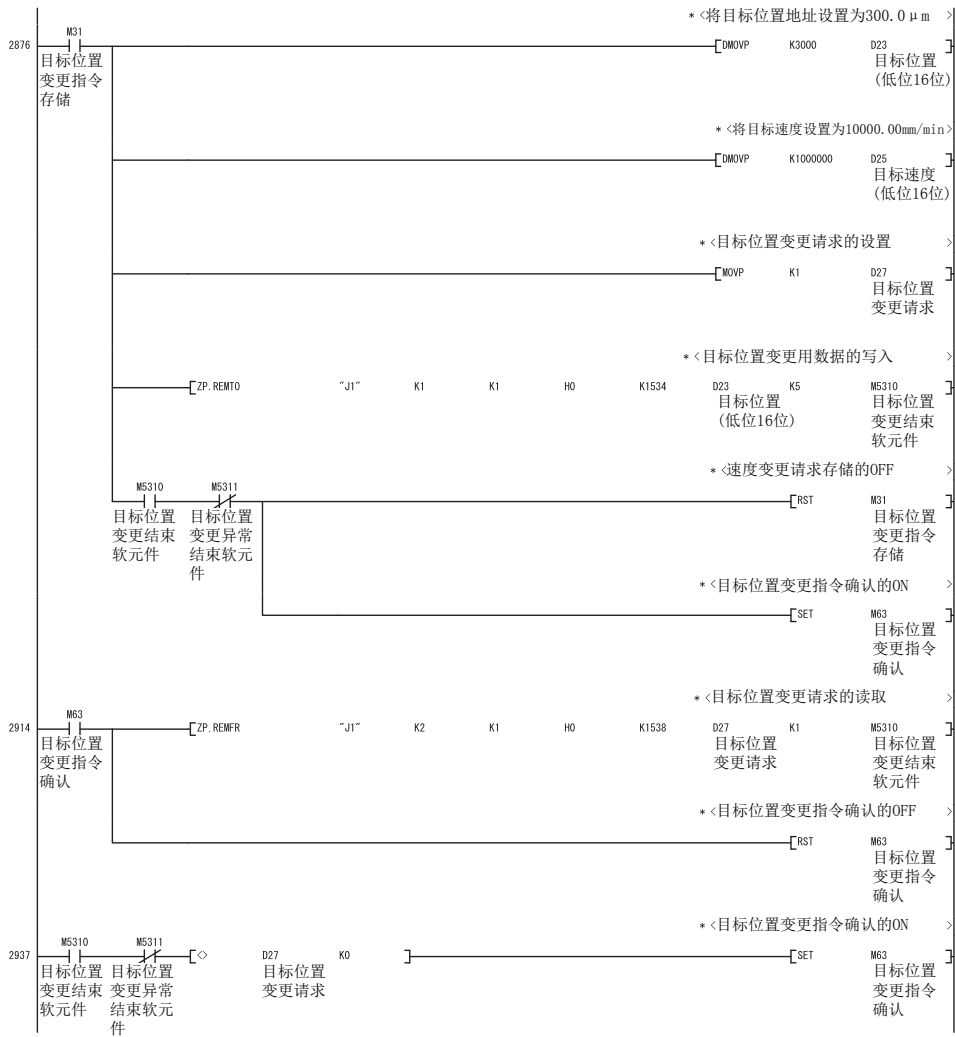 * <将目标位置地址设置为300.0μm >
M31
2876
DMOVP K3000 D23
目标位置
变更指令
存储
目标位置
(低位16位)
* <将目标速度设置为10000.00mm/min>
DMOVP K1000000 D25
目标速度
(低位16位)
* <目标位置变更请求的设置 >
MOVP K1 D27
目标位置
变更请求
* <目标位置变更用数据的写入 >
ZP.REMTO "J1" K1 K1 H0 K1534 D23 K5 M5310
目标位置
(低位16位)
目标位置
变更结束
软元件
* <速度变更请求存储的OFF >
M5310 M5311
RST M31
目标位置
变更结束
软元件
目标位置
变更异常
结束软元
件
目标位置
变更指令
存储
* <目标位置变更指令确认的ON >
SET M63
目标位置
变更指令
确认
* <目标位置变更请求的读取 >
M63
2914
ZP.REMFR "J1" K2 K1 H0 K1538 D27 K1 M5310
目标位置
变更指令
确认
目标位置
变更请求
目标位置
变更结束
软元件
* <目标位置变更指令确认的OFF >
RST M63
目标位置
变更指令
确认
* <目标位置变更指令确认的ON >
M5310 M5311
2937
<> D27 K0 SET M63
目标位置
变更结束
软元件
目标位置
变更异常
结束软元
件
目标位置
变更请求
目标位置
变更指令
确认